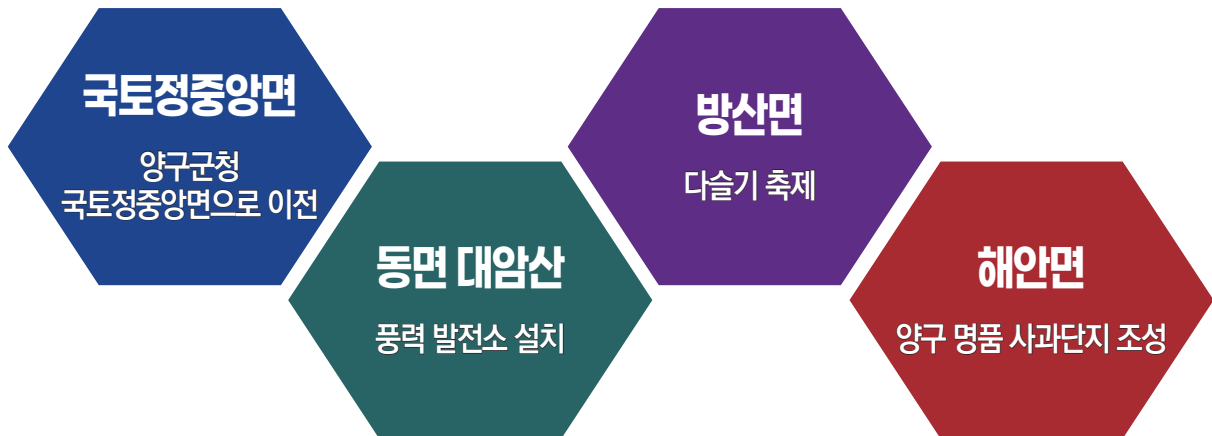 국토정중앙면
양구군청
국토정중앙면으로 이전
동면 대암산
풍력 발전소 설치
방산면
다슬기 축제
해안면
양구 명품 사과단지 조성